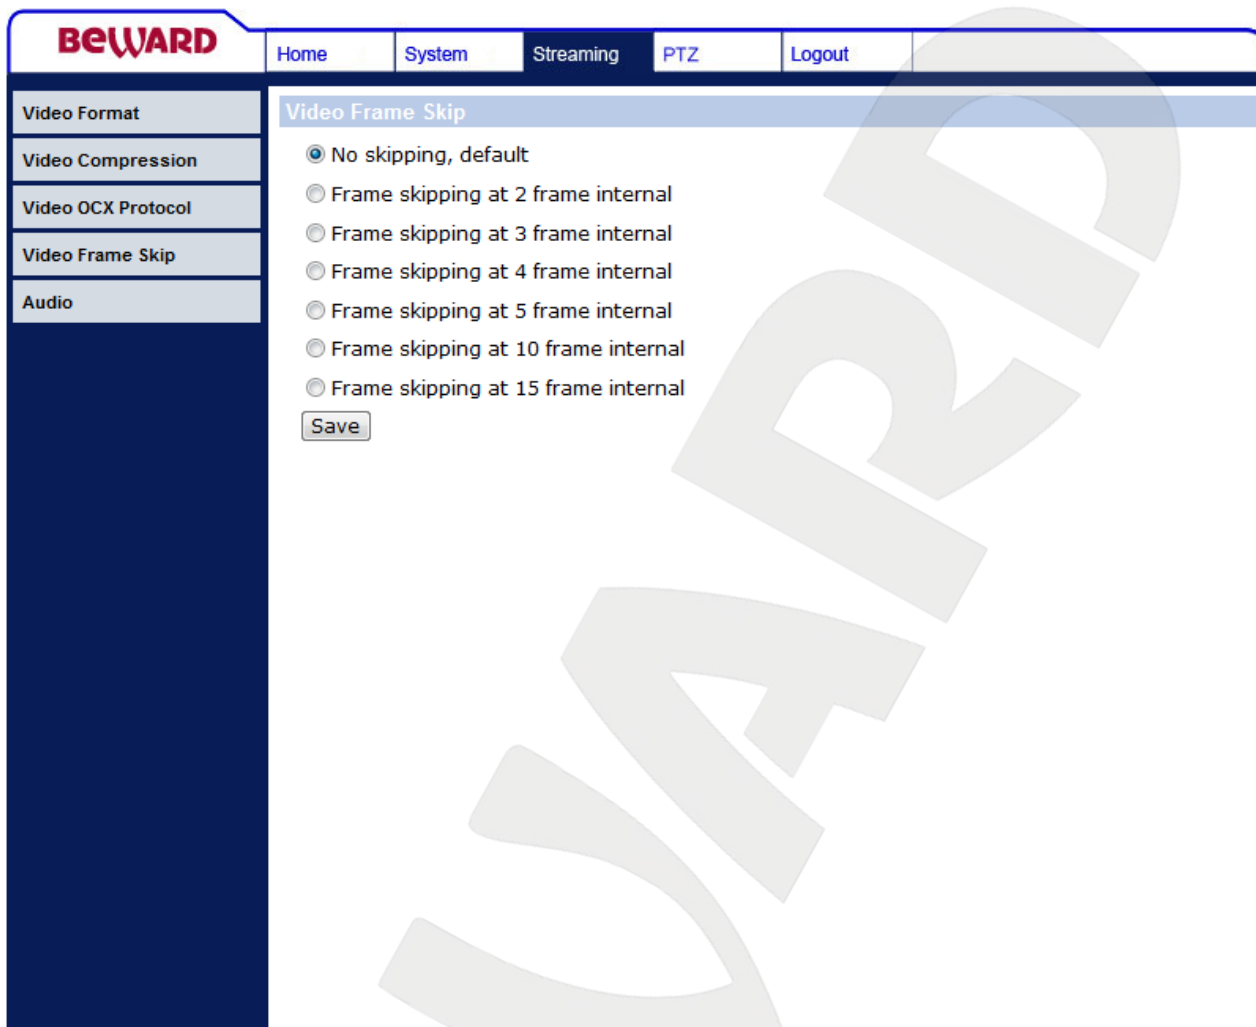 BEWARD
Home System Streaming PTZ Logout
Video Format
Video Compression
Video OCX Protocol
Video Frame Skip
Audio
Video Frame Skip
No skipping, default
Frame skipping at 2 frame internal
Frame skipping at 3 frame internal
Frame skipping at 4 frame internal
Frame skipping at 5 frame internal
Frame skipping at 10 frame internal
Frame skipping at 15 frame internal
Save
WARD